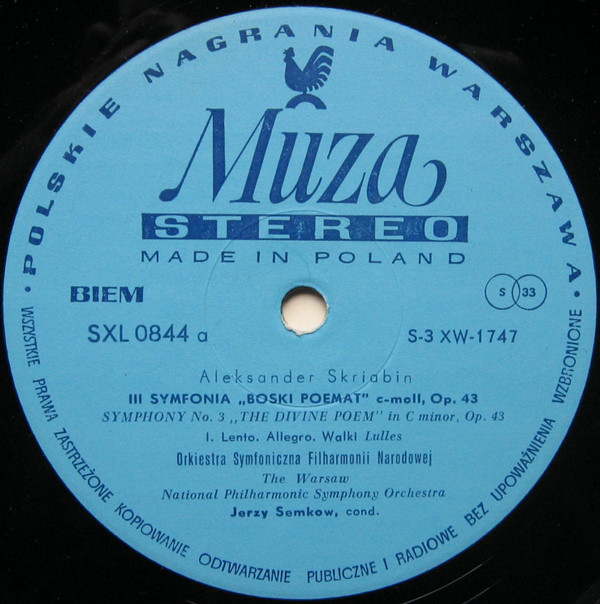 • POLSKIE NAGRANIA WARSZAWA •
Muza
STEREO
MADE IN POLAND
BIEM
S 33
SXL 0844 a
S-3 XW-1747
Aleksander Skriabin
III SYMFONIA „BOSKI POEMAT" c-moll, Op. 43
SYMPHONY No. 3 „THE DIVINE POEM" in C minor, Op. 43
I. Lento. Allegro. Walki Lulles
Orkiestra Symfoniczna Filharmonii Narodowej
The Warsaw
National Philharmonic Symphony Orchestra
Jerzy Semkow, cond.
WSZYSTKIE PRAWA ZASTRZEŻONE KOPIOWANIE ODTWARZANIE PUBLICZNE I RADIOWE BEZ UPOWAŻNIENIA WZBRONIONE